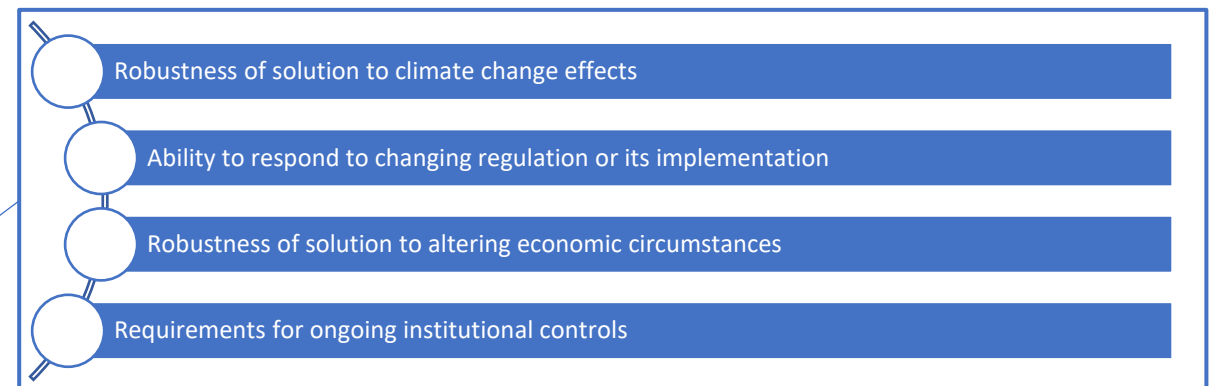 Robustness of solution to climate change effects
Ability to respond to changing regulation or its implementation
Robustness of solution to altering economic circumstances
Requirements for ongoing institutional controls